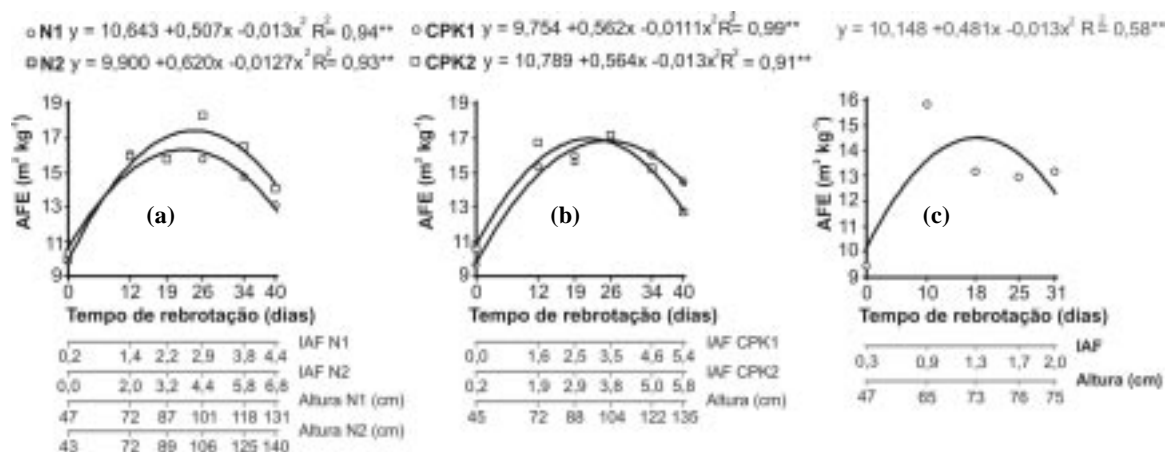 N1 y = 10,643 +0,507x -0,013x² R²= 0,94**
N2 y = 9,900 +0,620x -0,0127x² R²= 0,93**
CPK1 y = 9,754 +0,562x -0,0111x² R²= 0,99**
CPK2 y = 10,789 +0,564x -0,013x² R² = 0,91**
y = 10,148 +0,481x -0,013x² R²= 0,58**
AFE (m² kg⁻¹)
19
17
15
13
11
9
(a)
0 12 19 26 34 40
Tempo de rebrotação (dias)
IAF N1
0,2 1,4 2,2 2,9 3,8 4,4
IAF N2
0,0 2,0 3,2 4,4 5,8 6,8
Altura N1 (cm)
47 72 87 101 118 131
Altura N2 (cm)
43 72 89 106 125 140
AFE (m² kg⁻¹)
19
17
15
13
11
9
(b)
0 12 19 26 34 40
Tempo de rebrotação (dias)
IAF CPK1
0,0 1,6 2,5 3,5 4,6 5,4
IAF CPK2
0,2 1,9 2,9 3,8 5,0 5,8
Altura (cm)
45 72 88 104 122 135
AFE (m² kg⁻¹)
16
15
14
13
12
11
10
9
(c)
0 10 18 25 31
Tempo de rebrotação (dias)
IAF
0,3 0,9 1,3 1,7 2,0
Altura (cm)
47 65 73 76 75